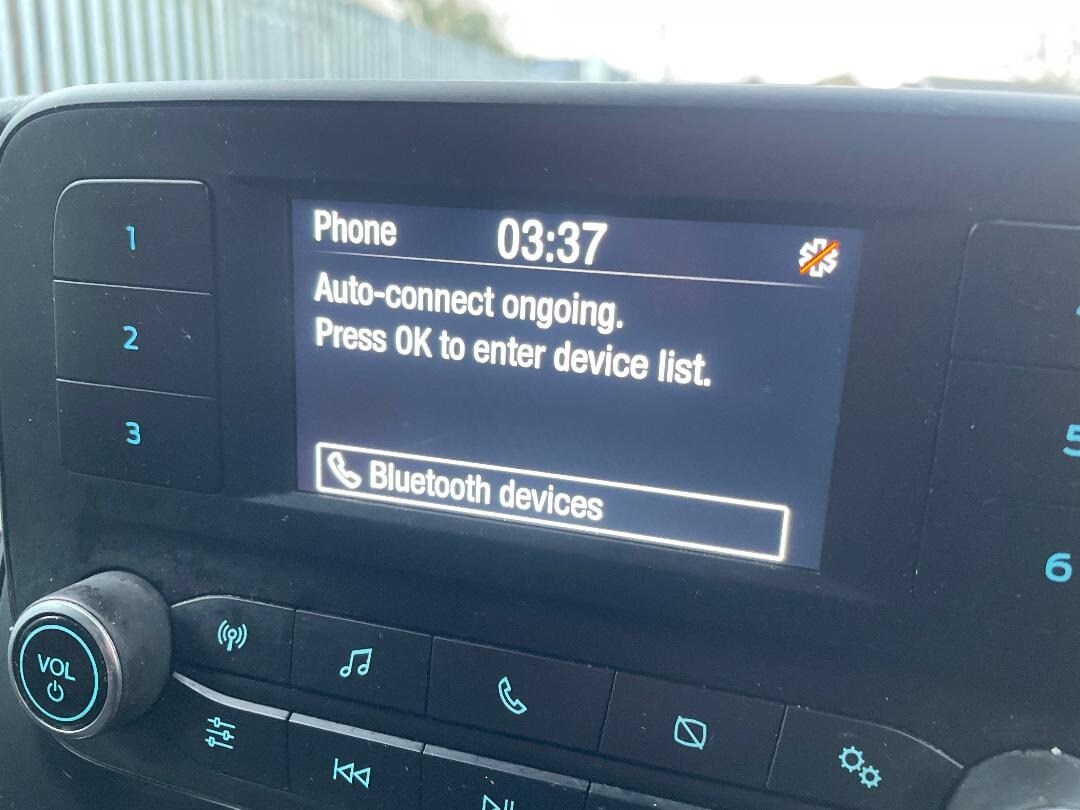 Phone 03:37
Auto-connect ongoing.
Press OK to enter device list.
Bluetooth devices
1
2
3
5
6
VOL